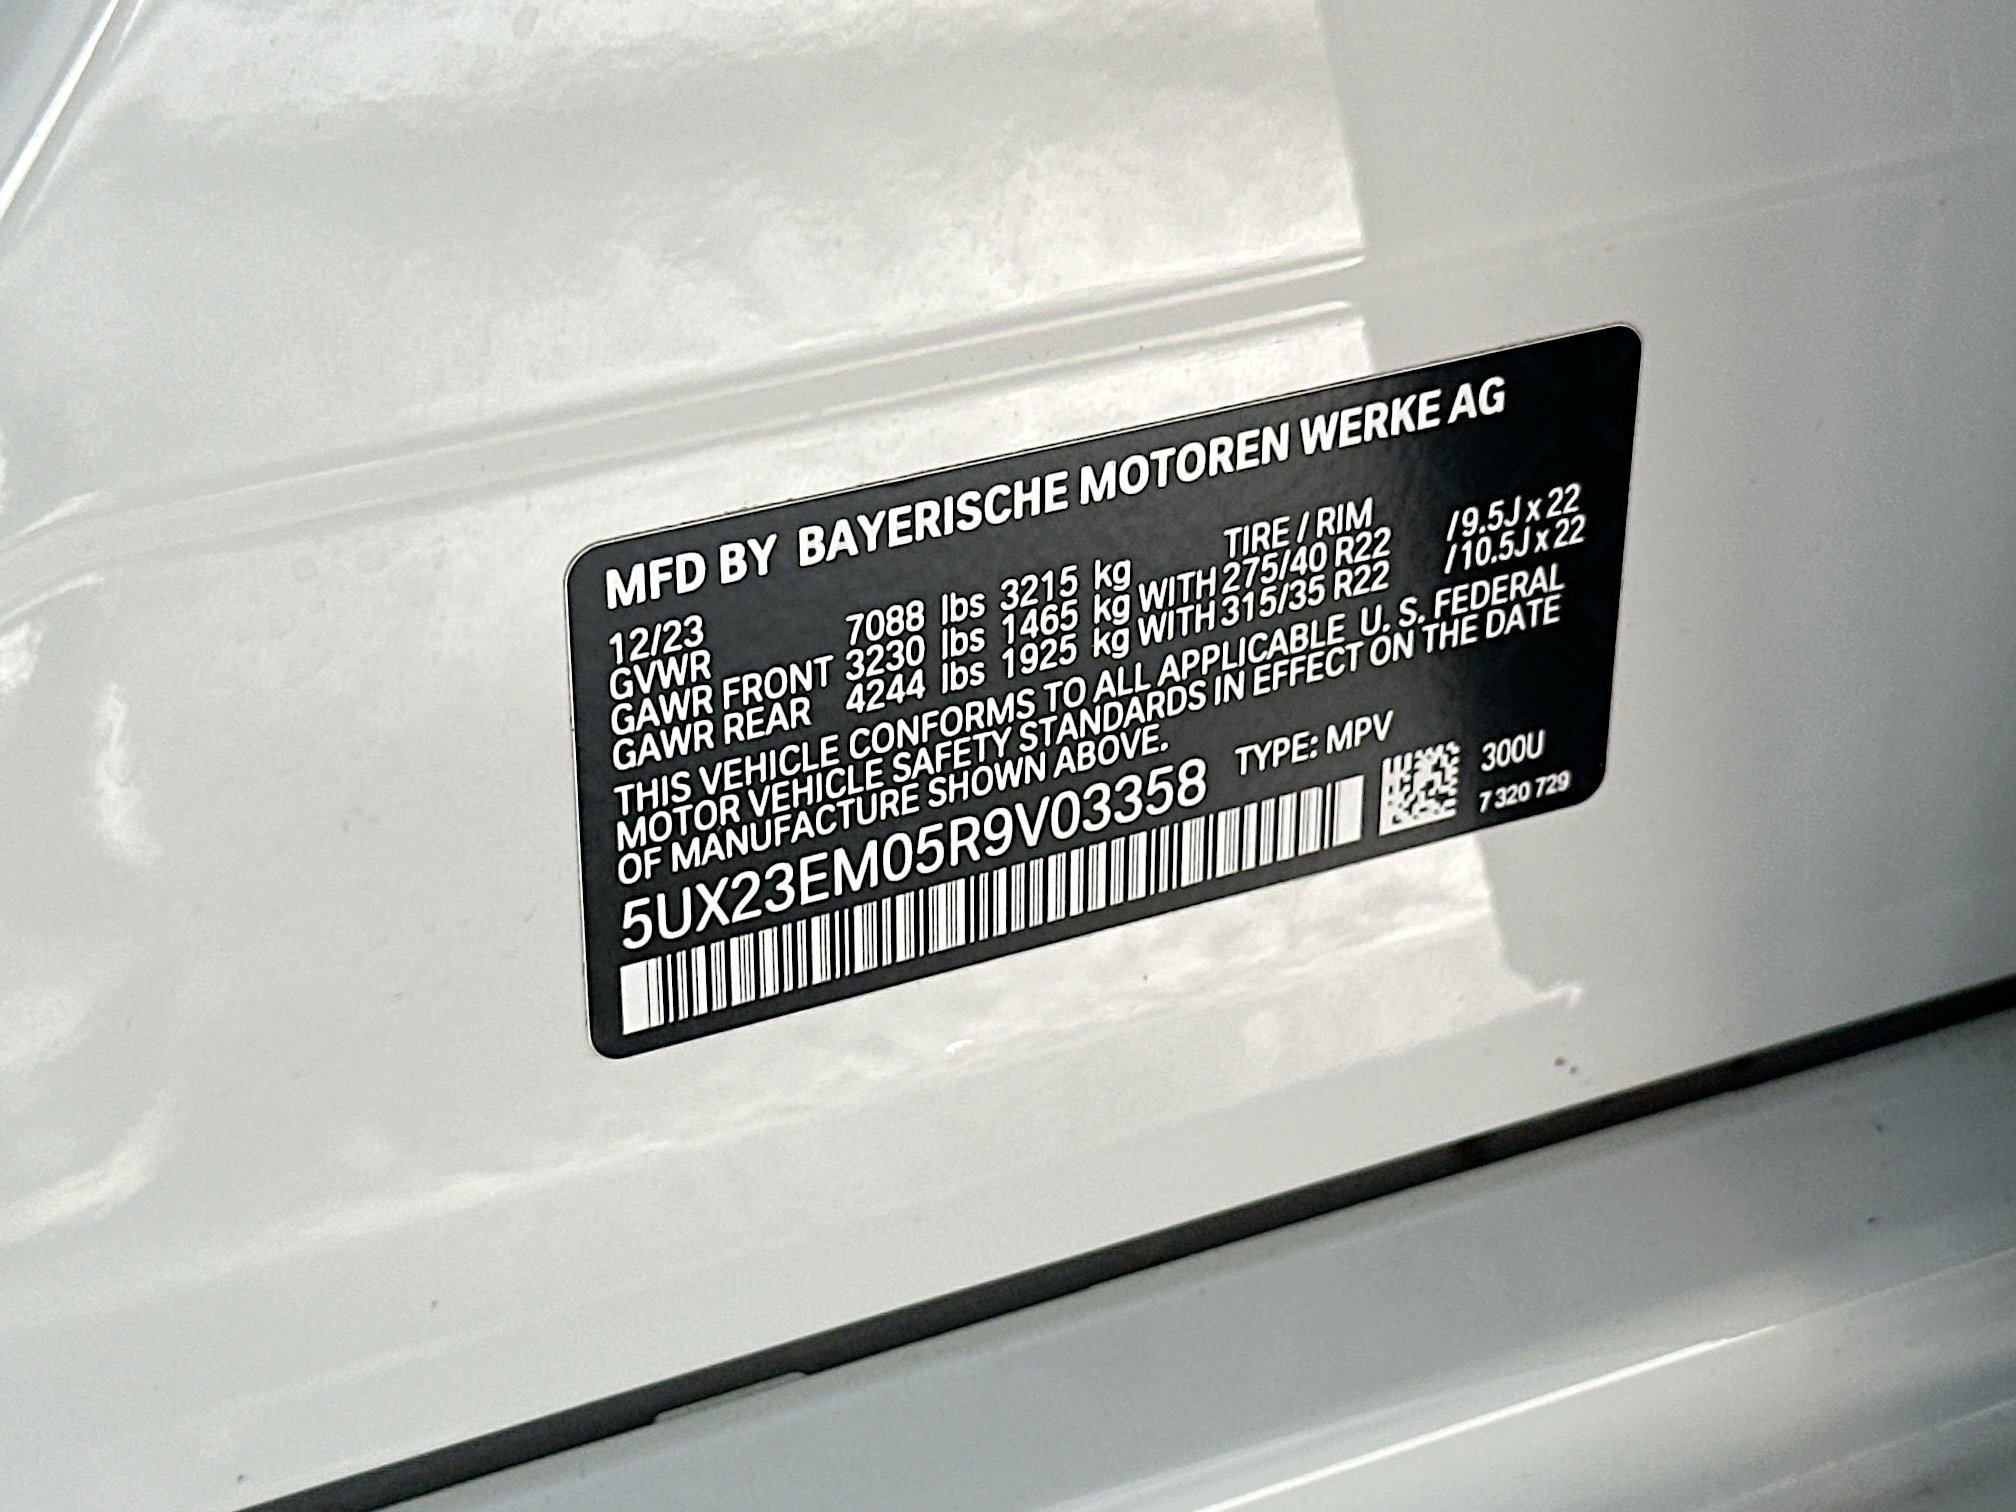 MFD BY BAYERISCHE MOTOREN WERKE AG
12/23 TIRE / RIM
GVWR 7088 lbs 3215 kg
GAWR FRONT 3230 lbs 1465 kg WITH 275/40 R22 /9.5J x 22
GAWR REAR 4244 lbs 1925 kg WITH 315/35 R22 /10.5J x 22
THIS VEHICLE CONFORMS TO ALL APPLICABLE U. S. FEDERAL
MOTOR VEHICLE SAFETY STANDARDS IN EFFECT ON THE DATE
OF MANUFACTURE SHOWN ABOVE.
5UX23EM05R9V03358 TYPE: MPV
300U
7 320 729